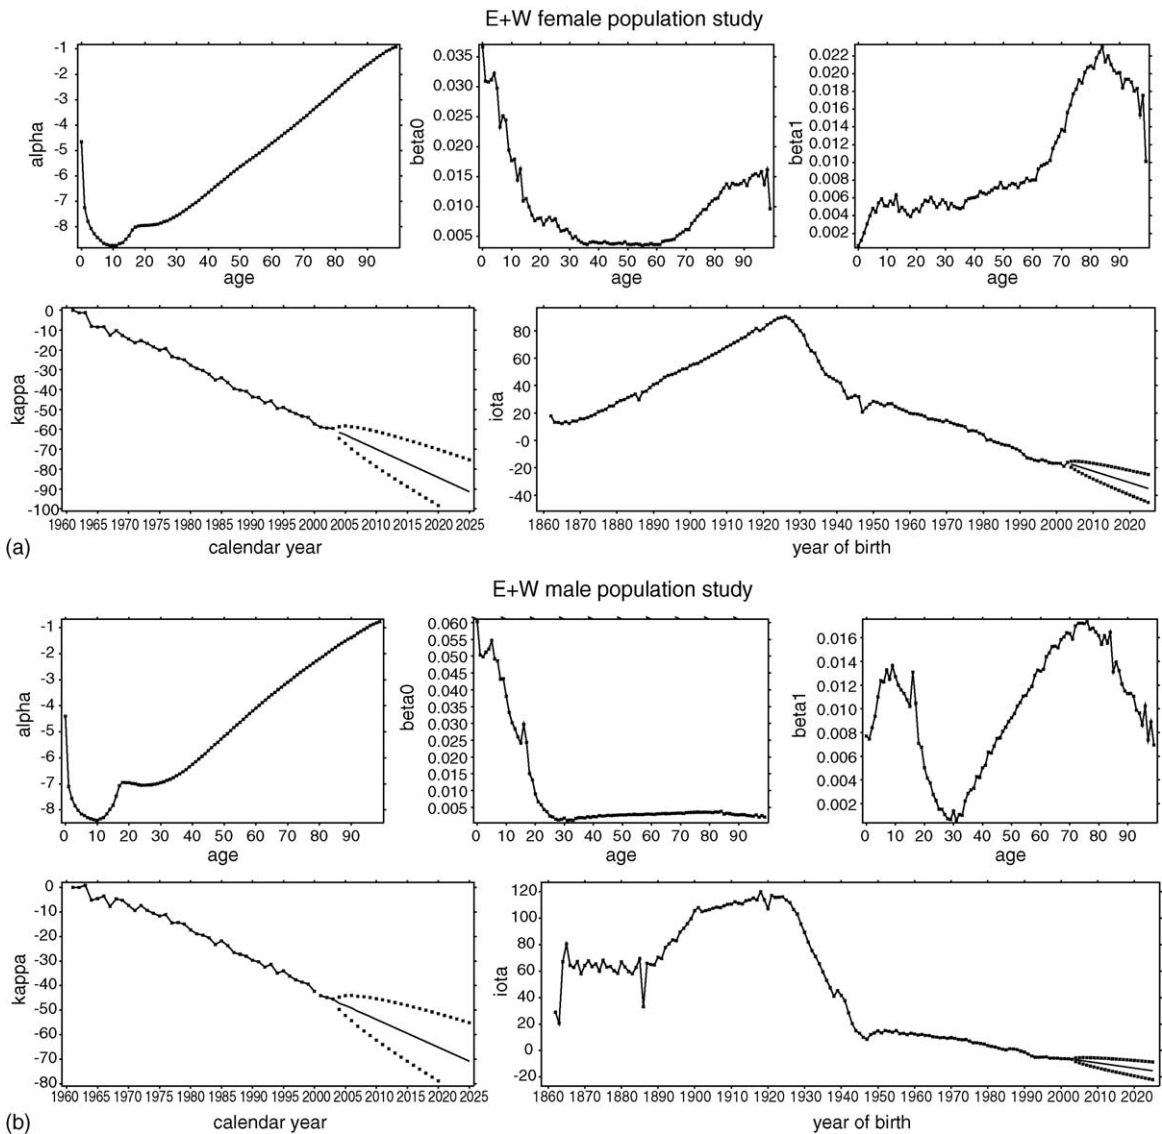 E+W female population study
-1
-2
-3
-4
-5
-6
-7
-8
alpha
0 10 20 30 40 50 60 70 80 90
age
0.035
0.030
0.025
0.020
0.015
0.010
0.005
beta0
0 10 20 30 40 50 60 70 80 90
age
0.022
0.020
0.018
0.016
0.014
0.012
0.010
0.008
0.006
0.004
0.002
beta1
0 10 20 30 40 50 60 70 80 90
age
0
-10
-20
-30
-40
-50
-60
-70
-80
-90
-100
kappa
1960 1965 1970 1975 1980 1985 1990 1995 2000 2005 2010 2015 2020 2025
calendar year
80
60
40
20
-0
-20
-40
iota
1860 1870 1880 1890 1900 1910 1920 1930 1940 1950 1960 1970 1980 1990 2000 2010 2020
year of birth
(a)
E+W male population study
-1
-2
-3
-4
-5
-6
-7
-8
alpha
0 10 20 30 40 50 60 70 80 90
age
0.060
0.055
0.050
0.045
0.040
0.035
0.030
0.025
0.020
0.015
0.010
0.005
beta0
0 10 20 30 40 50 60 70 80 90
age
0.016
0.014
0.012
0.010
0.008
0.006
0.004
0.002
beta1
0 10 20 30 40 50 60 70 80 90
age
0
-10
-20
-30
-40
-50
-60
-70
-80
kappa
1960 1965 1970 1975 1980 1985 1990 1995 2000 2005 2010 2015 2020 2025
calendar year
120
100
80
60
40
20
0
-20
iota
1860 1870 1880 1890 1900 1910 1920 1930 1940 1950 1960 1970 1980 1990 2000 2010 2020
year of birth
(b)